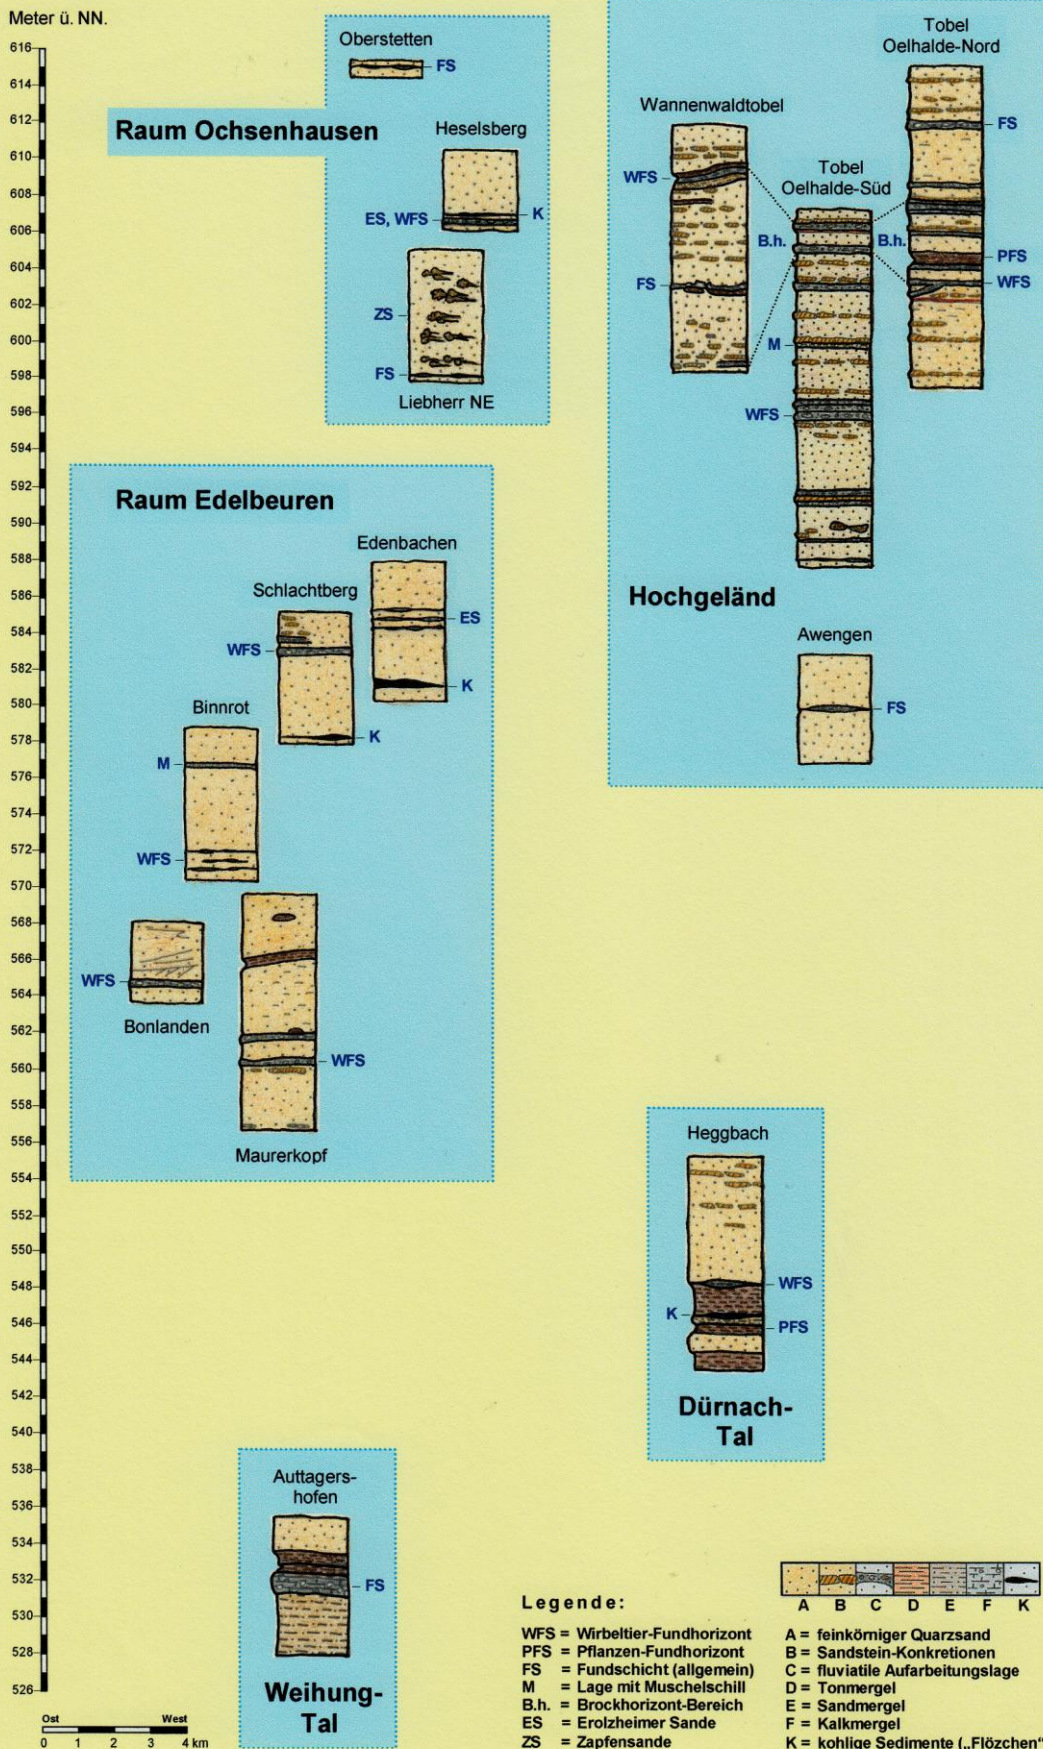 Meter ü. NN.
616
614
612
610
608
606
604
602
600
598
596
594
592
590
588
586
584
582
580
578
576
574
572
570
568
566
564
562
560
558
556
554
552
550
548
546
544
542
540
538
536
534
532
530
528
526
Raum Ochsenhausen
Oberstetten
FS
Heselsberg
ES, WFS
K
ZS
FS
Liebherr NE
Wannenwaldtobel
WFS
FS
Tobel
Oelhalde-Süd
B.h.
B.h.
M
WFS
Tobel
Oelhalde-Nord
FS
PFS
WFS
Hochgeländ
Awengen
FS
Raum Edelbeuren
Edenbachen
ES
K
Schlachtberg
WFS
K
Binnrot
M
WFS
WFS
Bonlanden
WFS
Maurerkopf
Heggbach
WFS
K
PFS
Dürnach-
Tal
Auttagers-
hofen
FS
Weihung-
Tal
Ost West
0 1 2 3 4 km
Legende:
WFS = Wirbeltier-Fundhorizont
PFS = Pflanzen-Fundhorizont
FS = Fundschicht (allgemein)
M = Lage mit Muschelschill
B.h. = Brockhorizont-Bereich
ES = Erolzheimer Sande
ZS = Zapfensande
A B C D E F K
A = feinkörniger Quarzsand
B = Sandstein-Konkretionen
C = fluviatile Aufarbeitungslage
D = Tonmergel
E = Sandmergel
F = Kalkmergel
K = kohlige Sedimente („Flözchen“